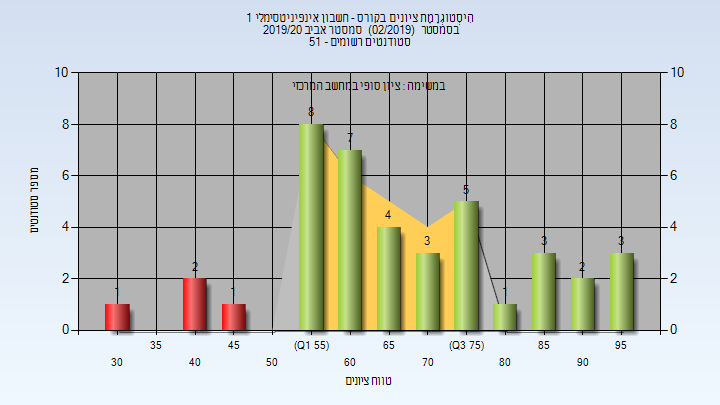 הִיסְטוֹגְרָמַת ציונים בקורס - חשבון אינפיניטסימלי 1
בסמסטר (02/2019) סמסטר אביב 2019/20
סטודנטים רשומים - 51
במשימה : ציון סופי במחשב המרכזי
מספר סטודנטים
10 10
8 8
6 6
4 4
2 2
0 0
1 2 1 8 7 4 3 5 1 3 2 3
35 45 (Q1 55) 65 (Q3 75) 85 95
30 40 50 60 70 80 90
טווח ציונים